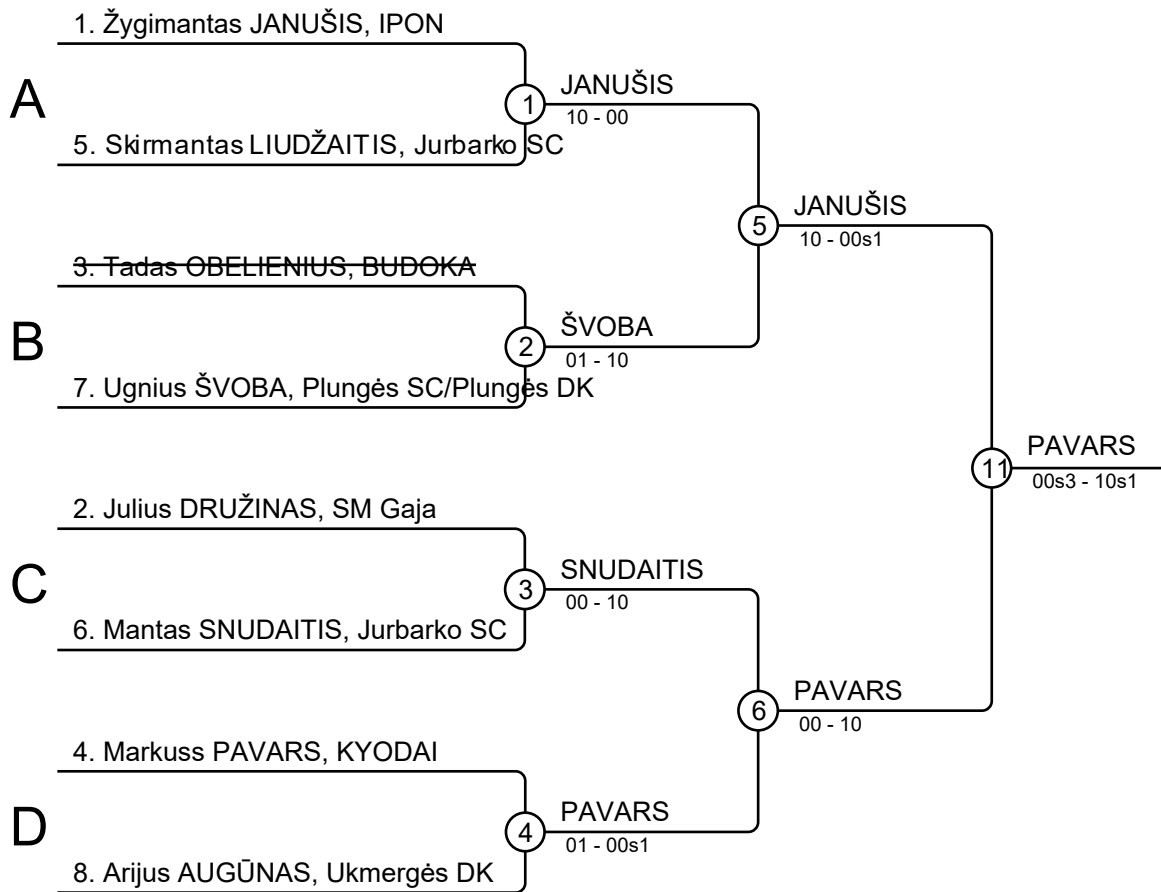 1. Žygimantas JANUŠIS, IPON
A
1
JANUŠIS
10 - 00
5. Skirmantas LIUDŽAITIS, Jurbarko SC
5
JANUŠIS
10 - 00s1
3. Tadas OBELIENIUS, BUDOKA
B
2
ŠVOBA
01 - 10
7. Ugnius ŠVOBA, Plungės SC/Plungės DK
11
PAVARS
00s3 - 10s1
2. Julius DRUŽINAS, SM Gaja
C
3
SNUDAITIS
00 - 10
6. Mantas SNUDAITIS, Jurbarko SC
6
PAVARS
00 - 10
4. Markuss PAVARS, KYODAI
D
4
PAVARS
01 - 00s1
8. Arijus AUGŪNAS, Ukmergės DK